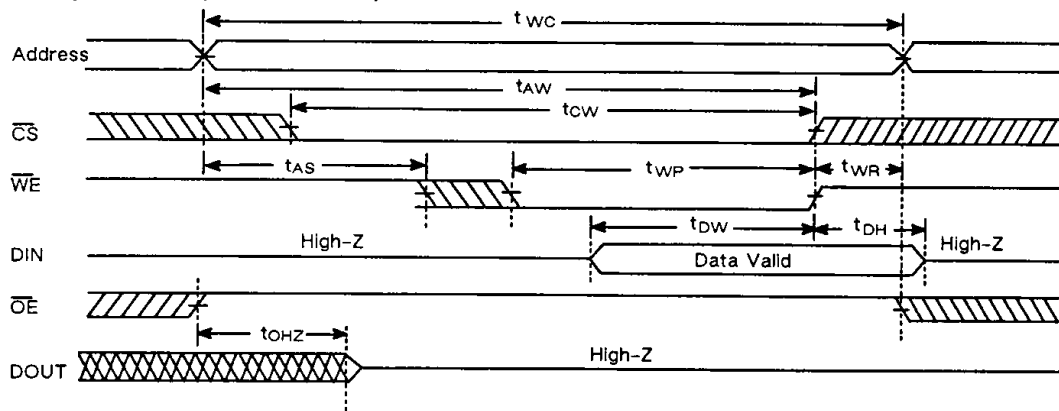 t WC
Address
tAW
tCW
CS
tAS
tWP
tWR
WE
tDW
tDH
DIN
High-Z
Data Valid
High-Z
OE
tOHZ
DOUT
High-Z